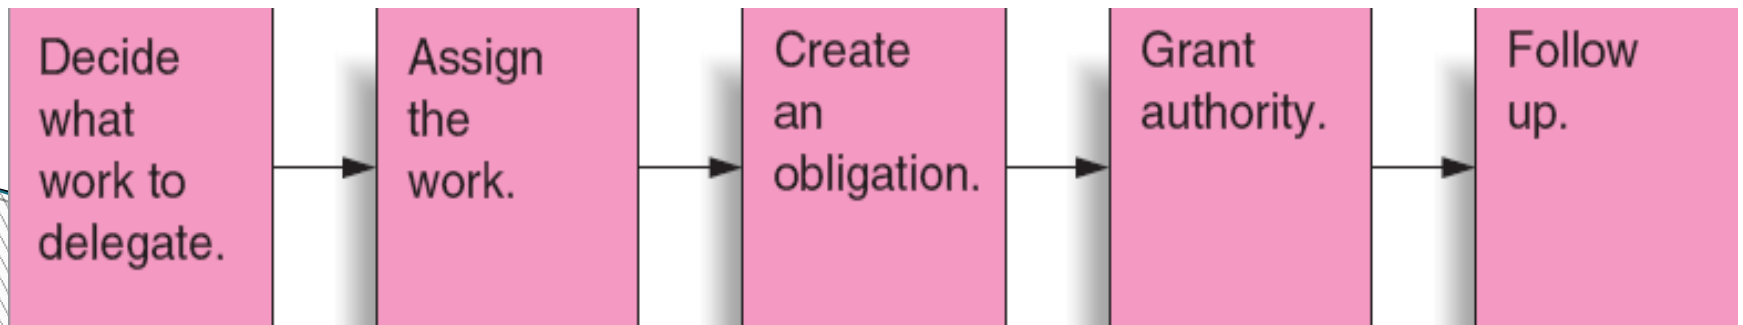 Decide
what
work to
delegate.
Assign
the
work.
Create
an
obligation.
Grant
authority.
Follow
up.